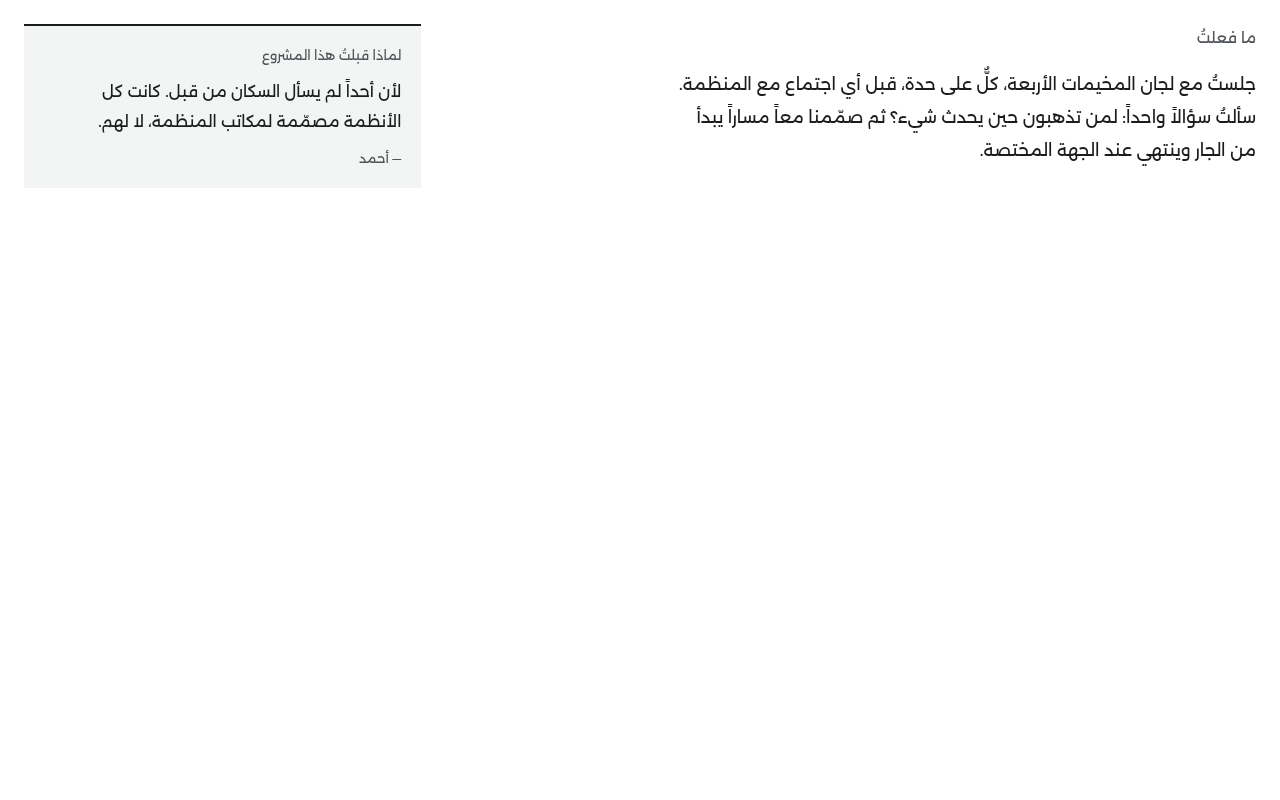 ما فعلتُ
جلستُ مع لجان المخيمات الأربعة، كلٌّ على حدة، قبل أي اجتماع مع المنظمة.
سألتُ سؤالاً واحداً: لمن تذهبون حين يحدث شيء؟ ثم صمّمنا معاً مساراً يبدأ
من الجار وينتهي عند الجهة المختصة.
لماذا قبلتُ هذا المشروع
لأن أحداً لم يسأل السكان من قبل. كانت كل
الأنظمة مصمّمة لمكاتب المنظمة، لا لهم.
— أحمد